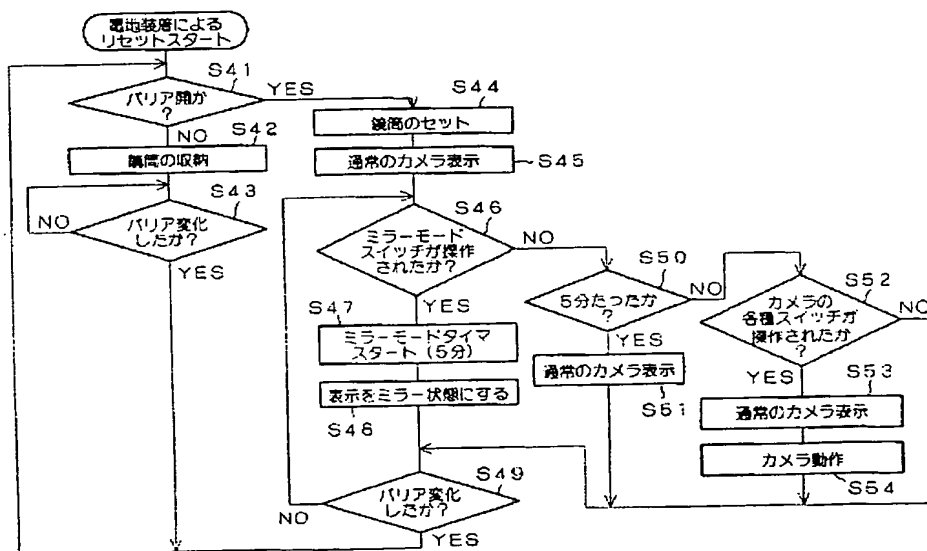 電池装着による
リセットスタート
S41
バリア開か
?
YES
NO
S42
鏡筒の収納
S43
バリア変化
したか?
NO
YES
S44
鏡筒のセット
通常のカメラ表示
S45
S46
ミラーモード
スイッチが操作
されたか?
NO
YES
S47
ミラーモードタイマ
スタート(5分)
表示をミラー状態にする
S48
S49
バリア変化
したか?
NO
YES
S50
5分たったか
?
NO
YES
通常のカメラ表示
S51
S52
カメラの
各種スイッチが
操作されたか
?
NO
YES
S53
通常のカメラ表示
カメラ動作
S54